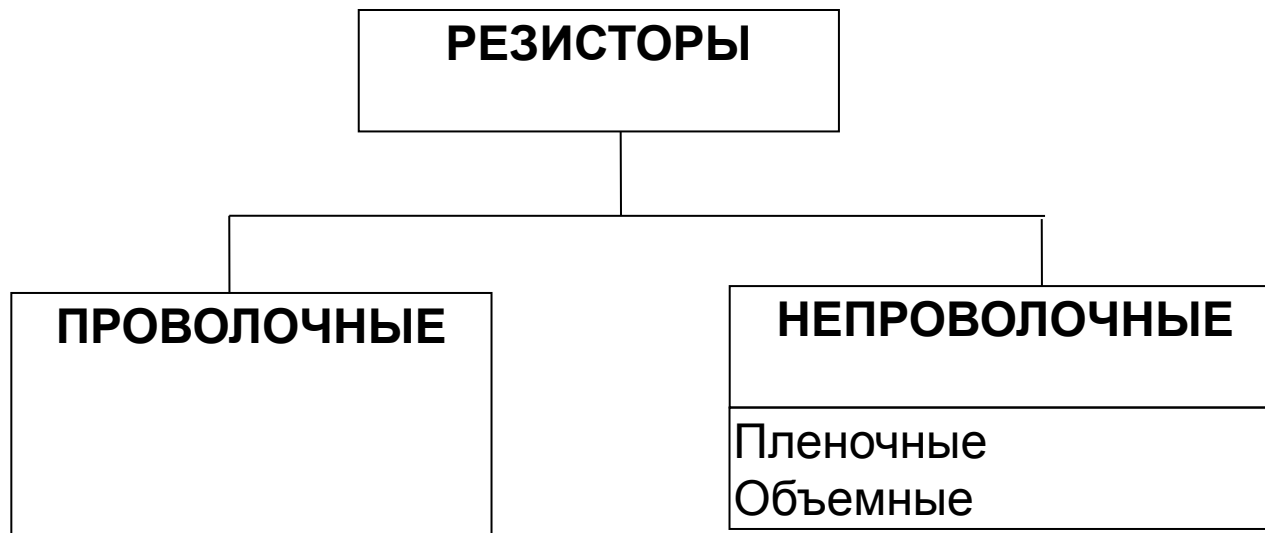 РЕЗИСТОРЫ
ПРОВОЛОЧНЫЕ
НЕПРОВОЛОЧНЫЕ
Пленочные
Объемные